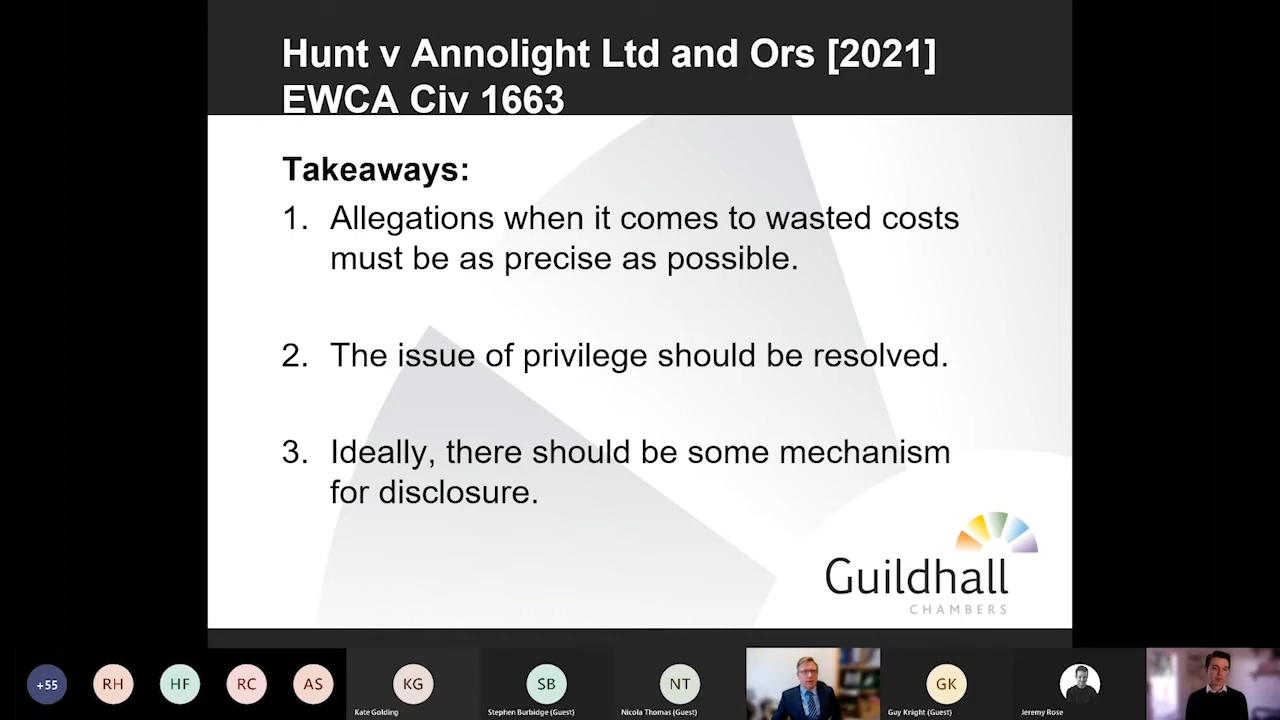 Hunt v Annolight Ltd and Ors [2021]
EWCA Civ 1663
Takeaways:
1. Allegations when it comes to wasted costs
must be as precise as possible.
2. The issue of privilege should be resolved.
3. Ideally, there should be some mechanism
for disclosure.
Guildhall
CHAMBERS
+55
RH
HF
RC
AS
KG
Kate Golding
SB
Stephen Burbidge (Guest)
NT
Nicola Thomas (Guest)
GK
Guy Knight (Guest)
Jeremy Rose